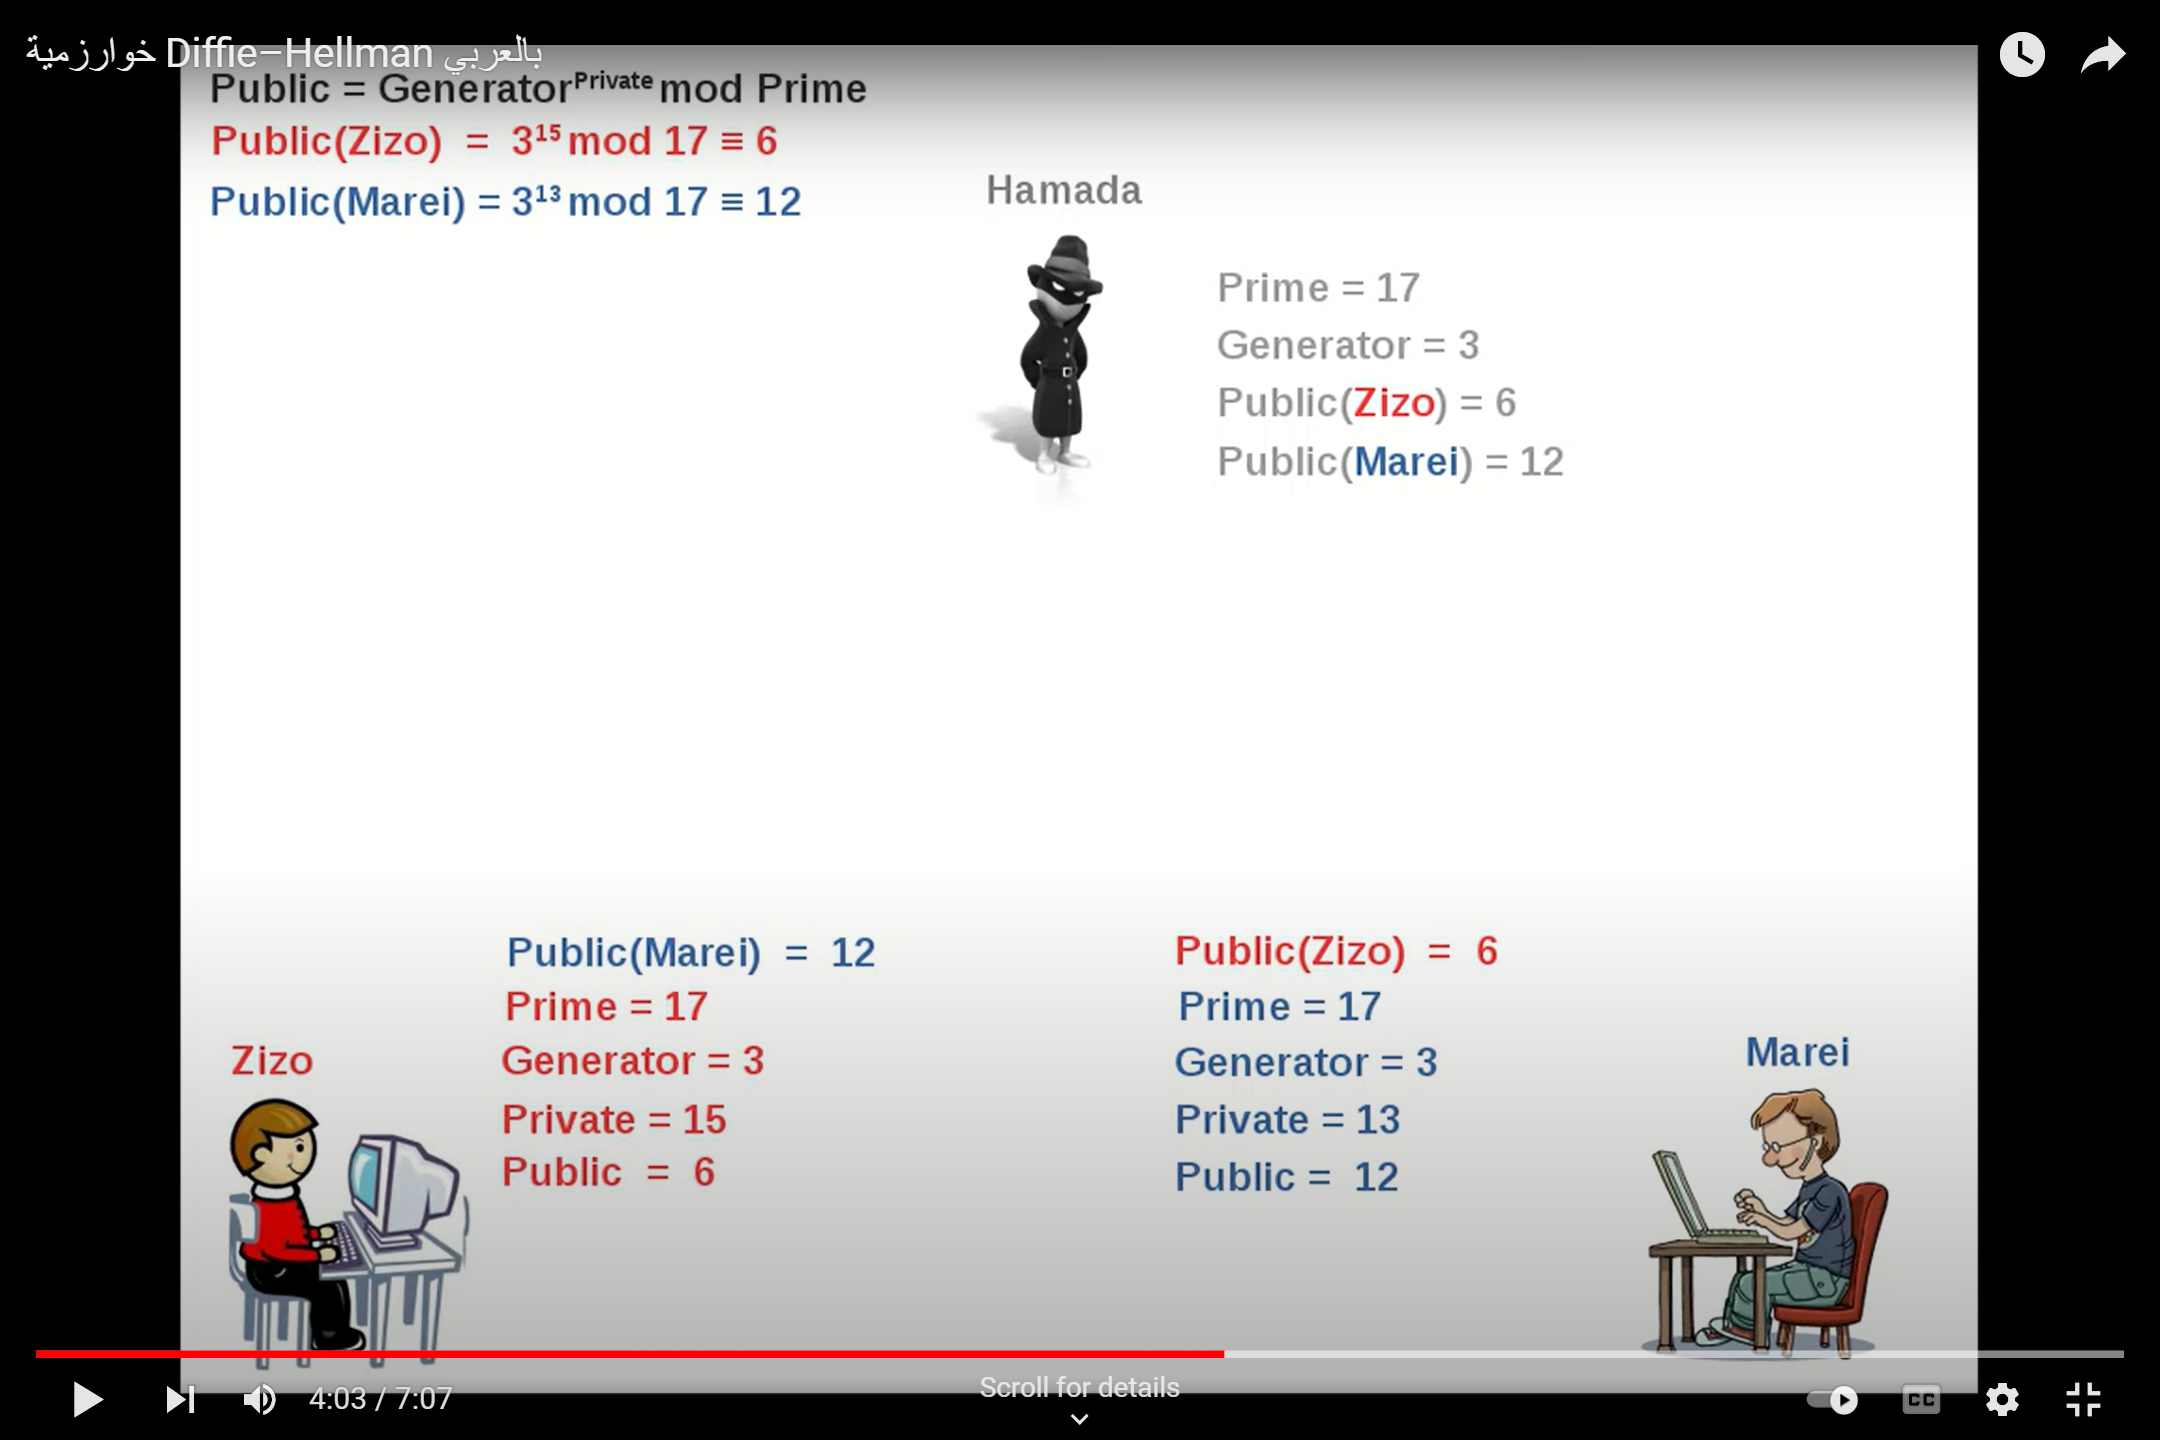 خوارزمية Diffie–Hellman بالعربي
Public = Generator^Private mod Prime
Public(Zizo) = 3^15 mod 17 ≡ 6
Public(Marei) = 3^13 mod 17 ≡ 12
Hamada
Prime = 17
Generator = 3
Public(Zizo) = 6
Public(Marei) = 12
Public(Marei) = 12
Prime = 17
Zizo
Generator = 3
Private = 15
Public = 6
Public(Zizo) = 6
Prime = 17
Generator = 3
Private = 13
Public = 12
Marei
4:03 / 7:07
Scroll for details
CC